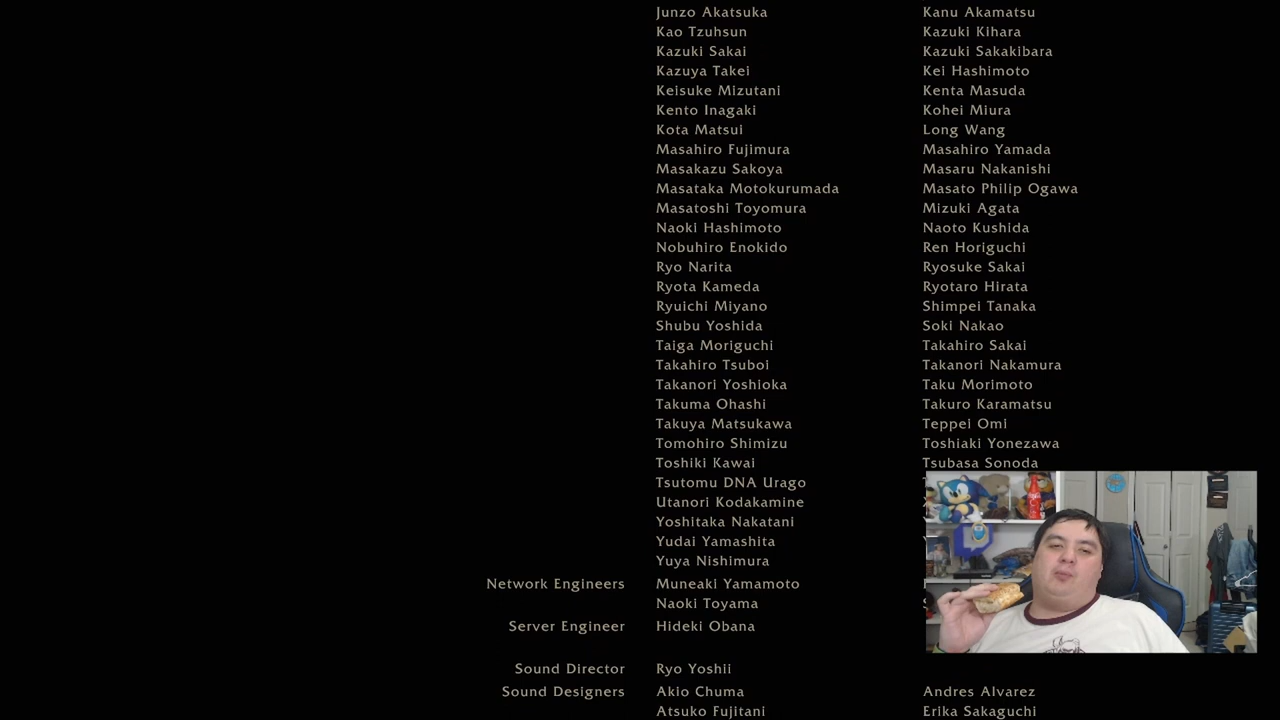 Junzo Akatsuka Kanu Akamatsu
Kao Tzuhsun Kazuki Kihara
Kazuki Sakai Kazuki Sakakibara
Kazuya Takei Kei Hashimoto
Keisuke Mizutani Kenta Masuda
Kento Inagaki Kohei Miura
Kota Matsui Long Wang
Masahiro Fujimura Masahiro Yamada
Masakazu Sakoya Masaru Nakanishi
Masataka Motokurumada Masato Philip Ogawa
Masatoshi Toyomura Mizuki Agata
Naoki Hashimoto Naoto Kushida
Nobuhiro Enokido Ren Horiguchi
Ryo Narita Ryosuke Sakai
Ryota Kameda Ryotaro Hirata
Ryuichi Miyano Shimpei Tanaka
Shubu Yoshida Soki Nakao
Taiga Moriguchi Takahiro Sakai
Takahiro Tsuboi Takanori Nakamura
Takanori Yoshioka Taku Morimoto
Takuma Ohashi Takuro Karamatsu
Takuya Matsukawa Teppei Omi
Tomohiro Shimizu Toshiaki Yonezawa
Toshiki Kawai Tsubasa Sonoda
Tsutomu DNA Urago
Utanori Kodakamine
Yoshitaka Nakatani
Yudai Yamashita
Yuya Nishimura
Network Engineers Muneaki Yamamoto
Naoki Toyama
Server Engineer Hideki Obana
Sound Director Ryo Yoshii
Sound Designers Akio Chuma Andres Alvarez
Atsuko Fujitani Erika Sakaguchi